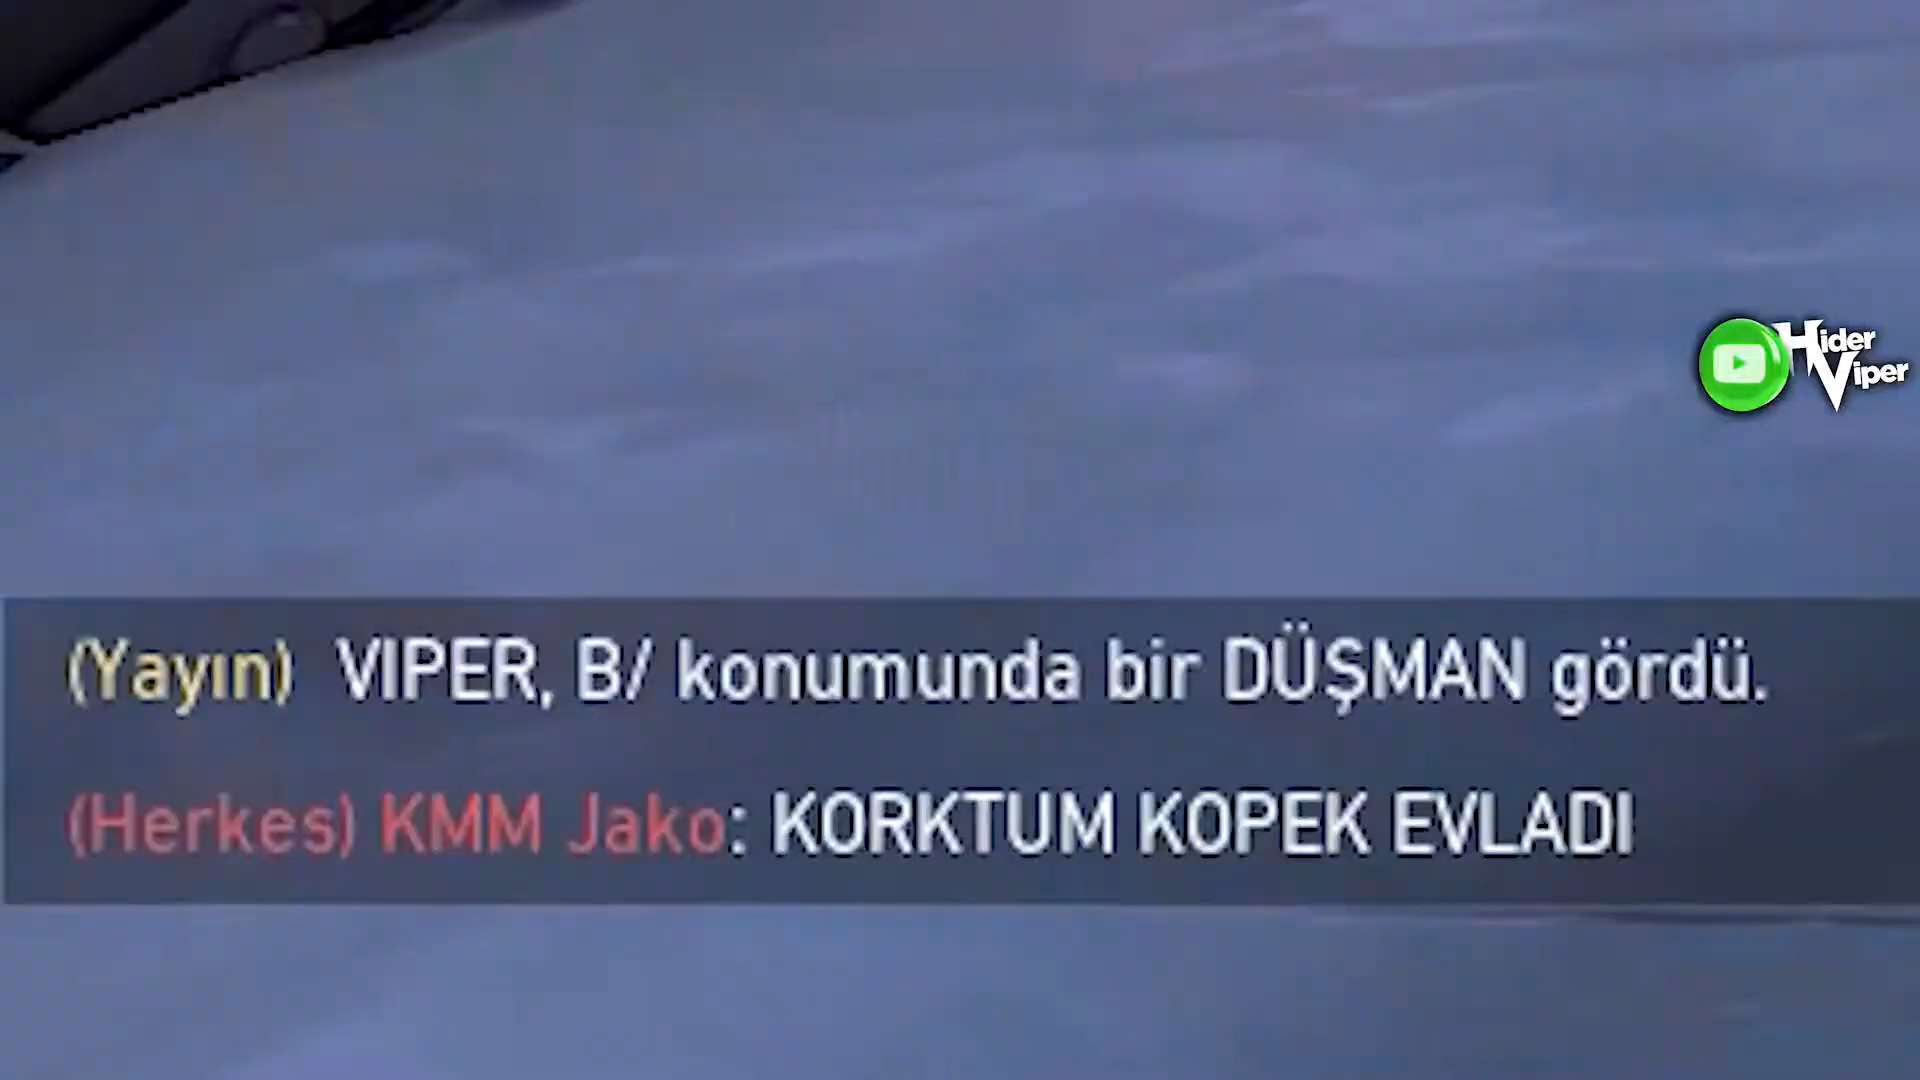 Hider
Viper
(Yayın) VIPER, B/ konumunda bir DÜŞMAN gördü.
(Herkes) KMM Jako: KORKTUM KOPEK EVLADI